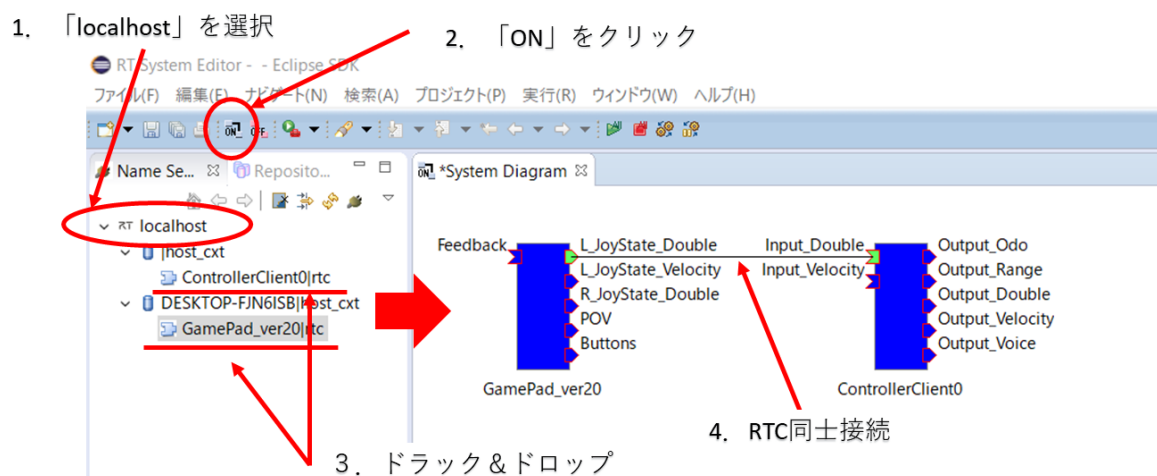 1. 「localhost」を選択
2. 「ON」をクリック
RT System Editor - - Eclipse SDK
ファイル(F) 編集(E) ナビゲート(N) 検索(A) プロジェクト(P) 実行(R) ウィンドウ(W) ヘルプ(H)
ON OFF
Name Se... Reposito...
*System Diagram
RT localhost
|host_cxt
ControllerClient0|rtc
DESKTOP-FJN6ISB|host_cxt
GamePad_ver20|rtc
Feedback L_JoyState_Double Input_Double Output_Odo
L_JoyState_Velocity Input_Velocity Output_Range
R_JoyState_Double Output_Double
POV Output_Velocity
Buttons Output_Voice
GamePad_ver20 ControllerClient0
4. RTC同士接続
3. ドラック＆ドロップ